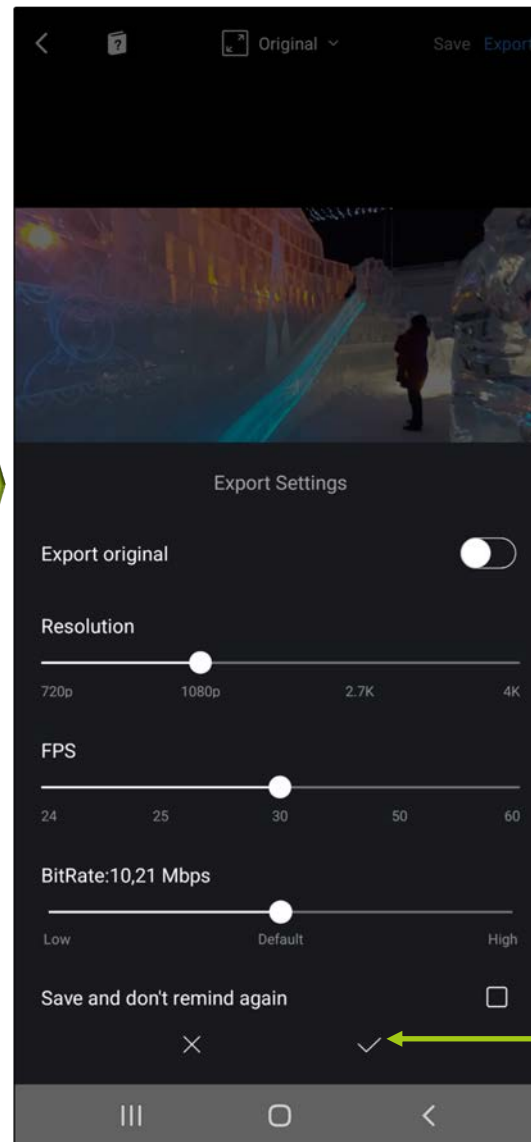 Original
Save Export
Export Settings
Export original
Resolution
720p 1080p 2.7K 4K
FPS
24 25 30 50 60
BitRate:10,21 Mbps
Low Default High
Save and don't remind again